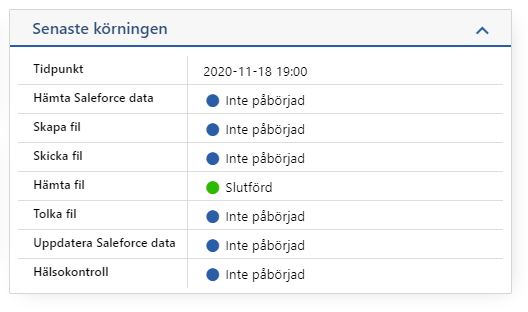 Senaste körningen
Tidpunkt 2020-11-18 19:00
Hämta Saleforce data Inte påbörjad
Skapa fil Inte påbörjad
Skicka fil Inte påbörjad
Hämta fil Slutförd
Tolka fil Inte påbörjad
Uppdatera Saleforce data Inte påbörjad
Hälsokontroll Inte påbörjad